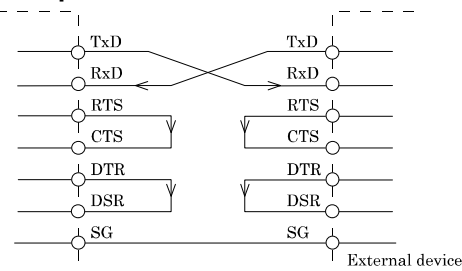 TxD TxD
RxD RxD
RTS RTS
CTS CTS
DTR DTR
DSR DSR
SG SG
External device